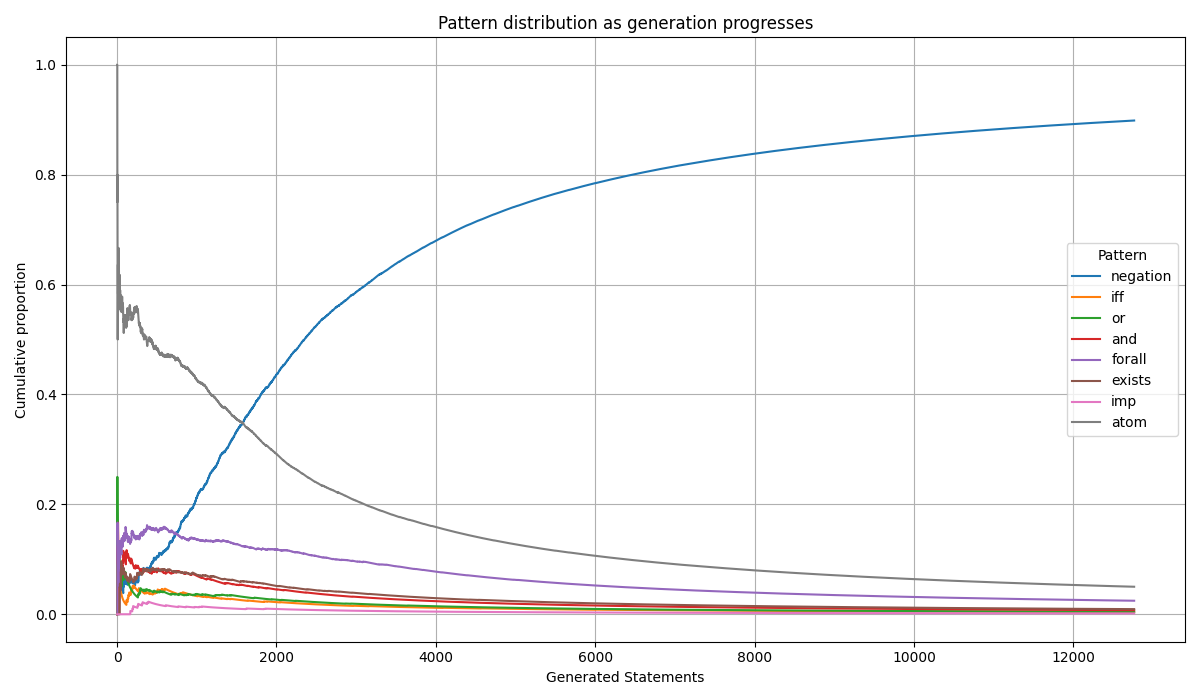 Pattern distribution as generation progresses
1.0
0.8
0.6
0.4
0.2
0.0
Cumulative proportion
Pattern
negation
iff
or
and
forall
exists
imp
atom
0
2000
4000
6000
8000
10000
12000
Generated Statements